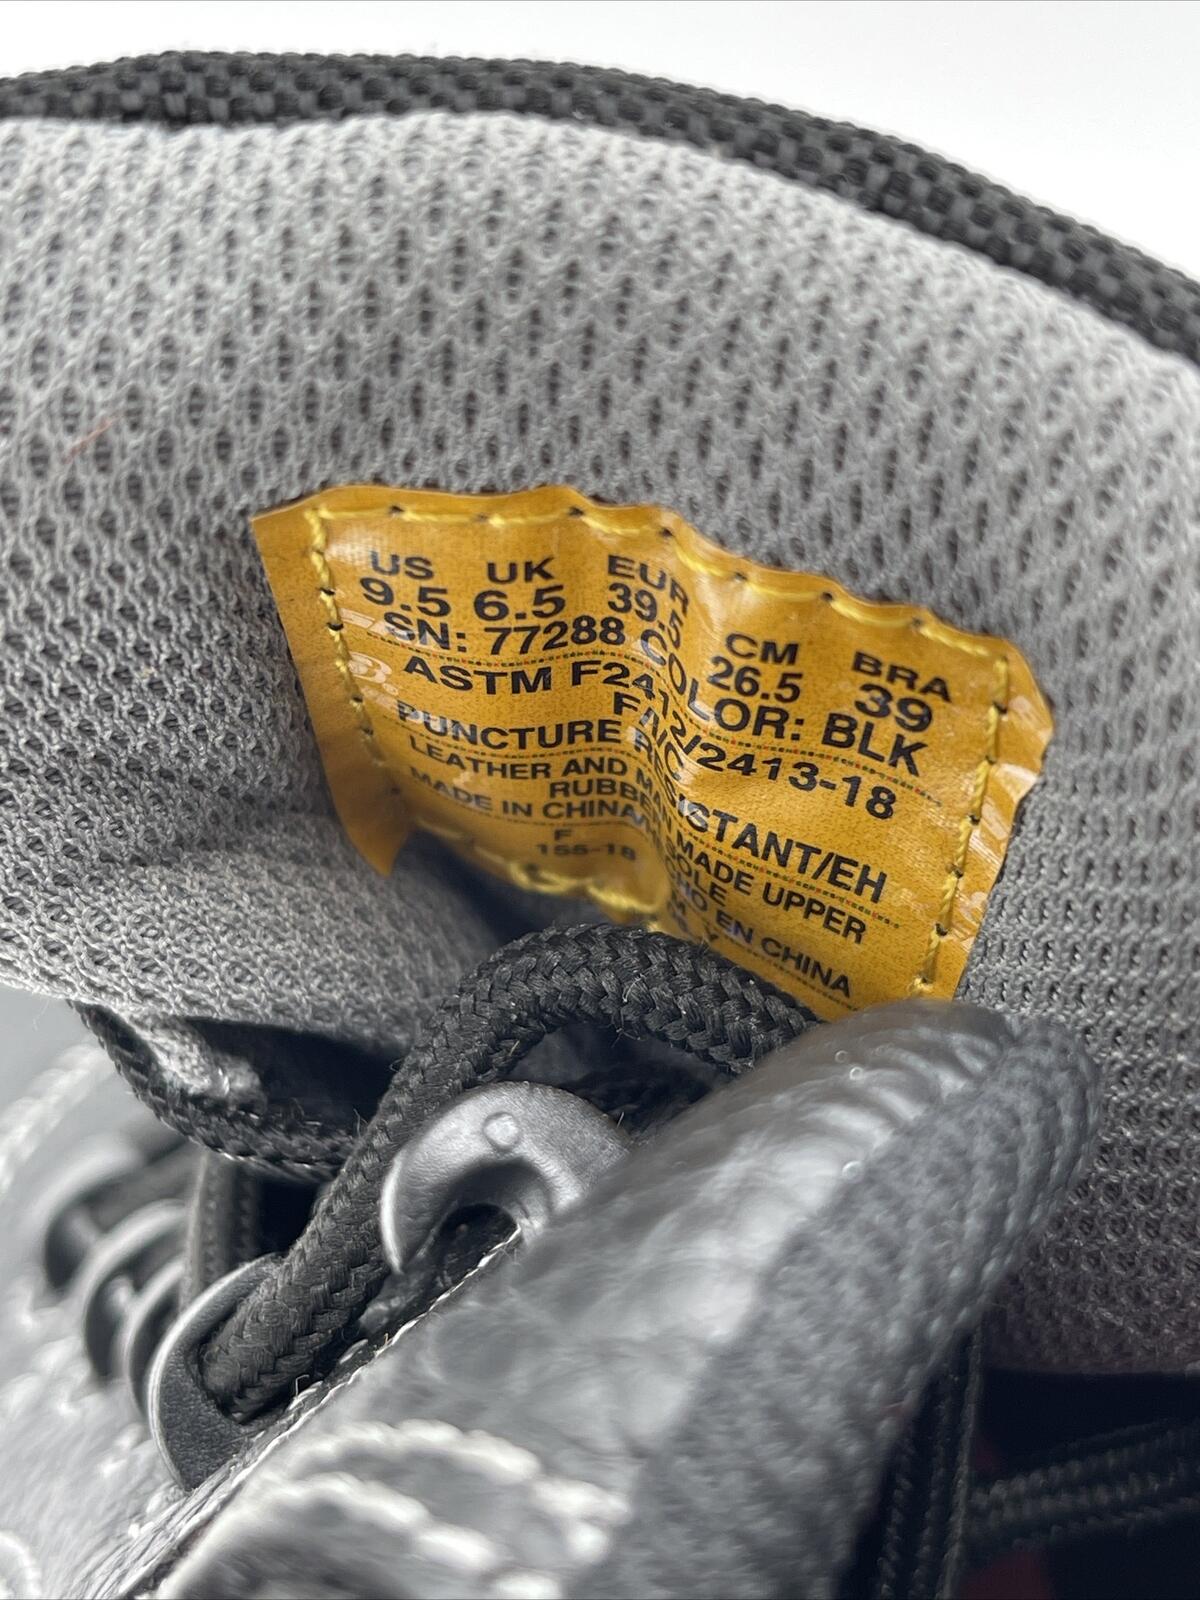 US UK EUR CM BRA
9.5 6.5 39.5 26.5 39
SN: 77288 COLOR: BLK
ASTM F2412/2413-18
PUNCTURE RESISTANT/EH
LEATHER AND MAN MADE UPPER
RUBBER SOLE
MADE IN CHINA/HECHO EN CHINA
F
155-18